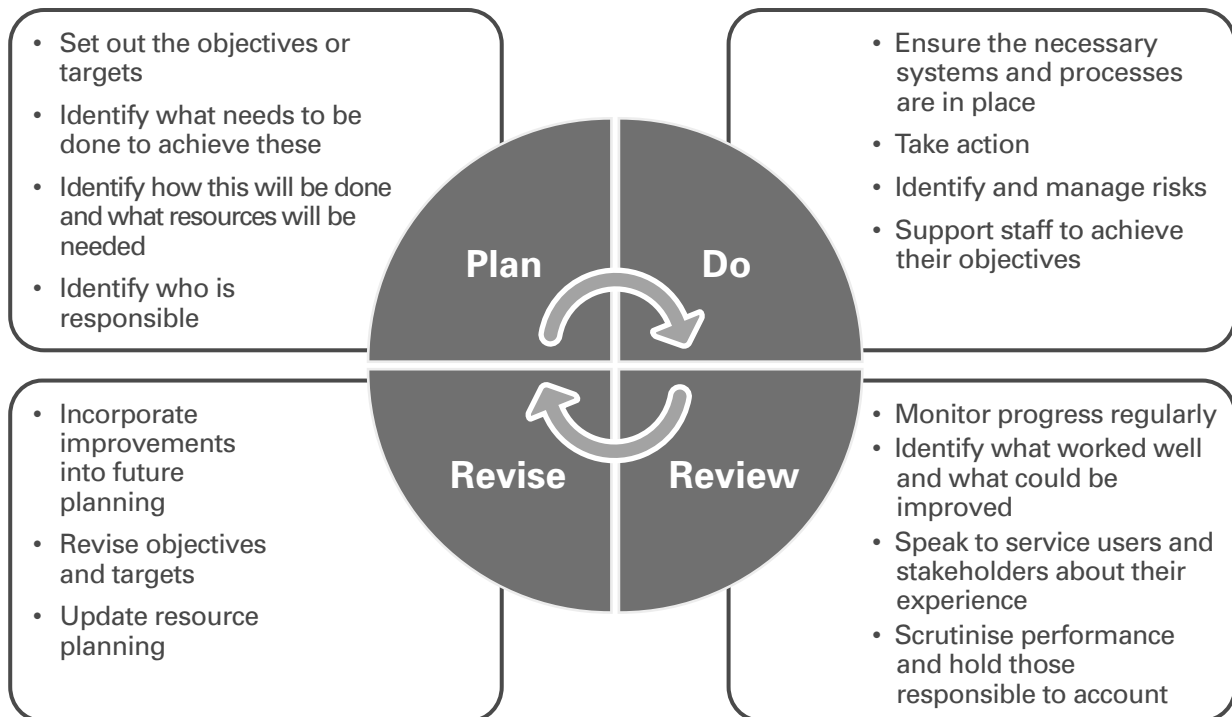 • Set out the objectives or
targets
• Identify what needs to be
done to achieve these
• Identify how this will be done
and what resources will be
needed
• Identify who is
responsible
Plan
Do
• Ensure the necessary
systems and processes
are in place
• Take action
• Identify and manage risks
• Support staff to achieve
their objectives
• Incorporate
improvements
into future
planning
• Revise objectives
and targets
• Update resource
planning
Revise
Review
• Monitor progress regularly
• Identify what worked well
and what could be
improved
• Speak to service users and
stakeholders about their
experience
• Scrutinise performance
and hold those
responsible to account